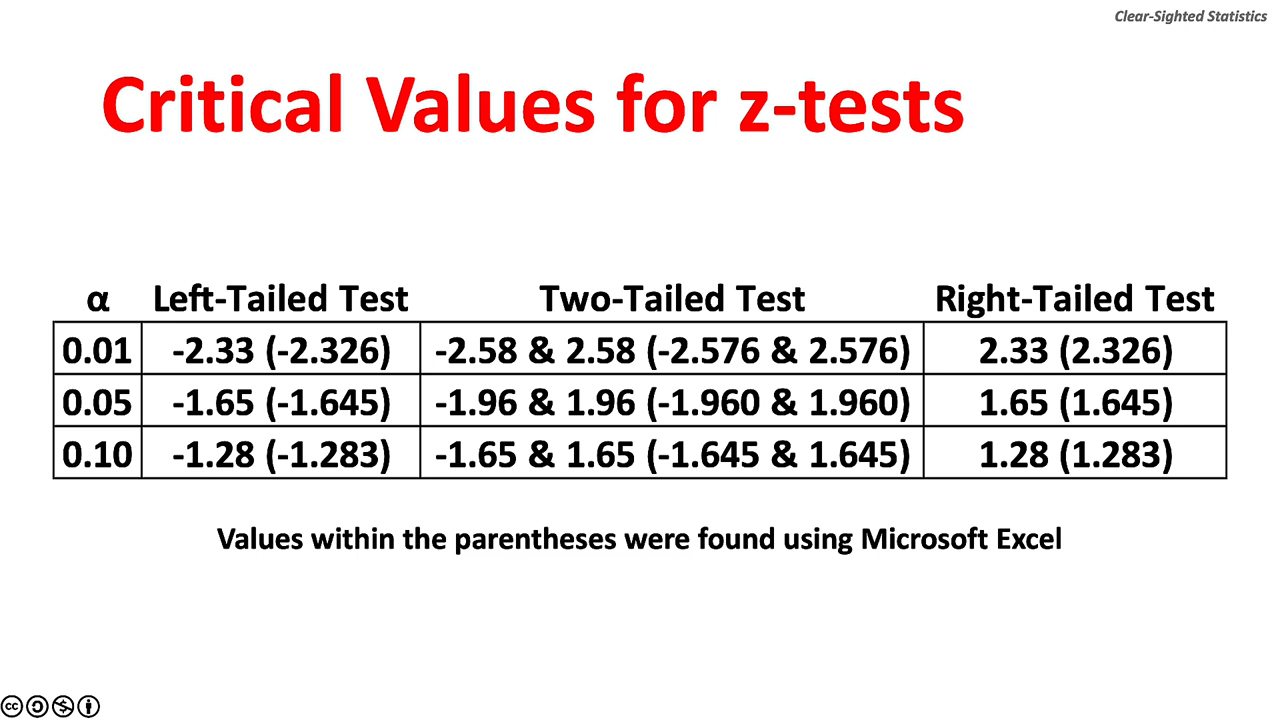 Clear-Sighted Statistics
Critical Values for z-tests
α Left-Tailed Test Two-Tailed Test Right-Tailed Test
0.01 -2.33 (-2.326) -2.58 & 2.58 (-2.576 & 2.576) 2.33 (2.326)
0.05 -1.65 (-1.645) -1.96 & 1.96 (-1.960 & 1.960) 1.65 (1.645)
0.10 -1.28 (-1.283) -1.65 & 1.65 (-1.645 & 1.645) 1.28 (1.283)
Values within the parentheses were found using Microsoft Excel
cc